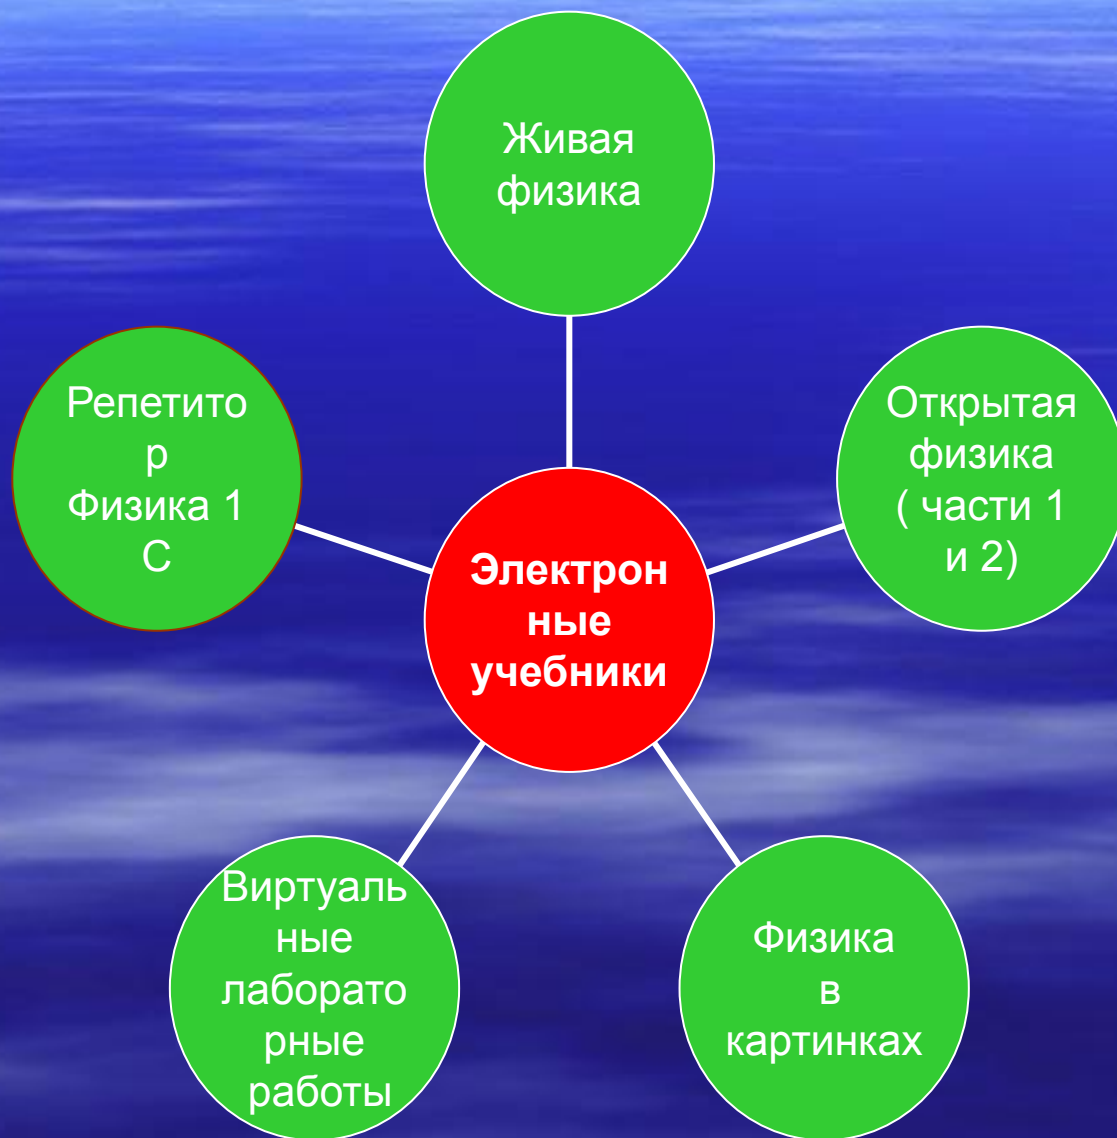 Живая
физика
Репетито
р
Физика 1
С
Открытая
физика
( части 1
и 2)
Электрон
ные
учебники
Виртуаль
ные
лаборато
рные
работы
Физика
в
картинках